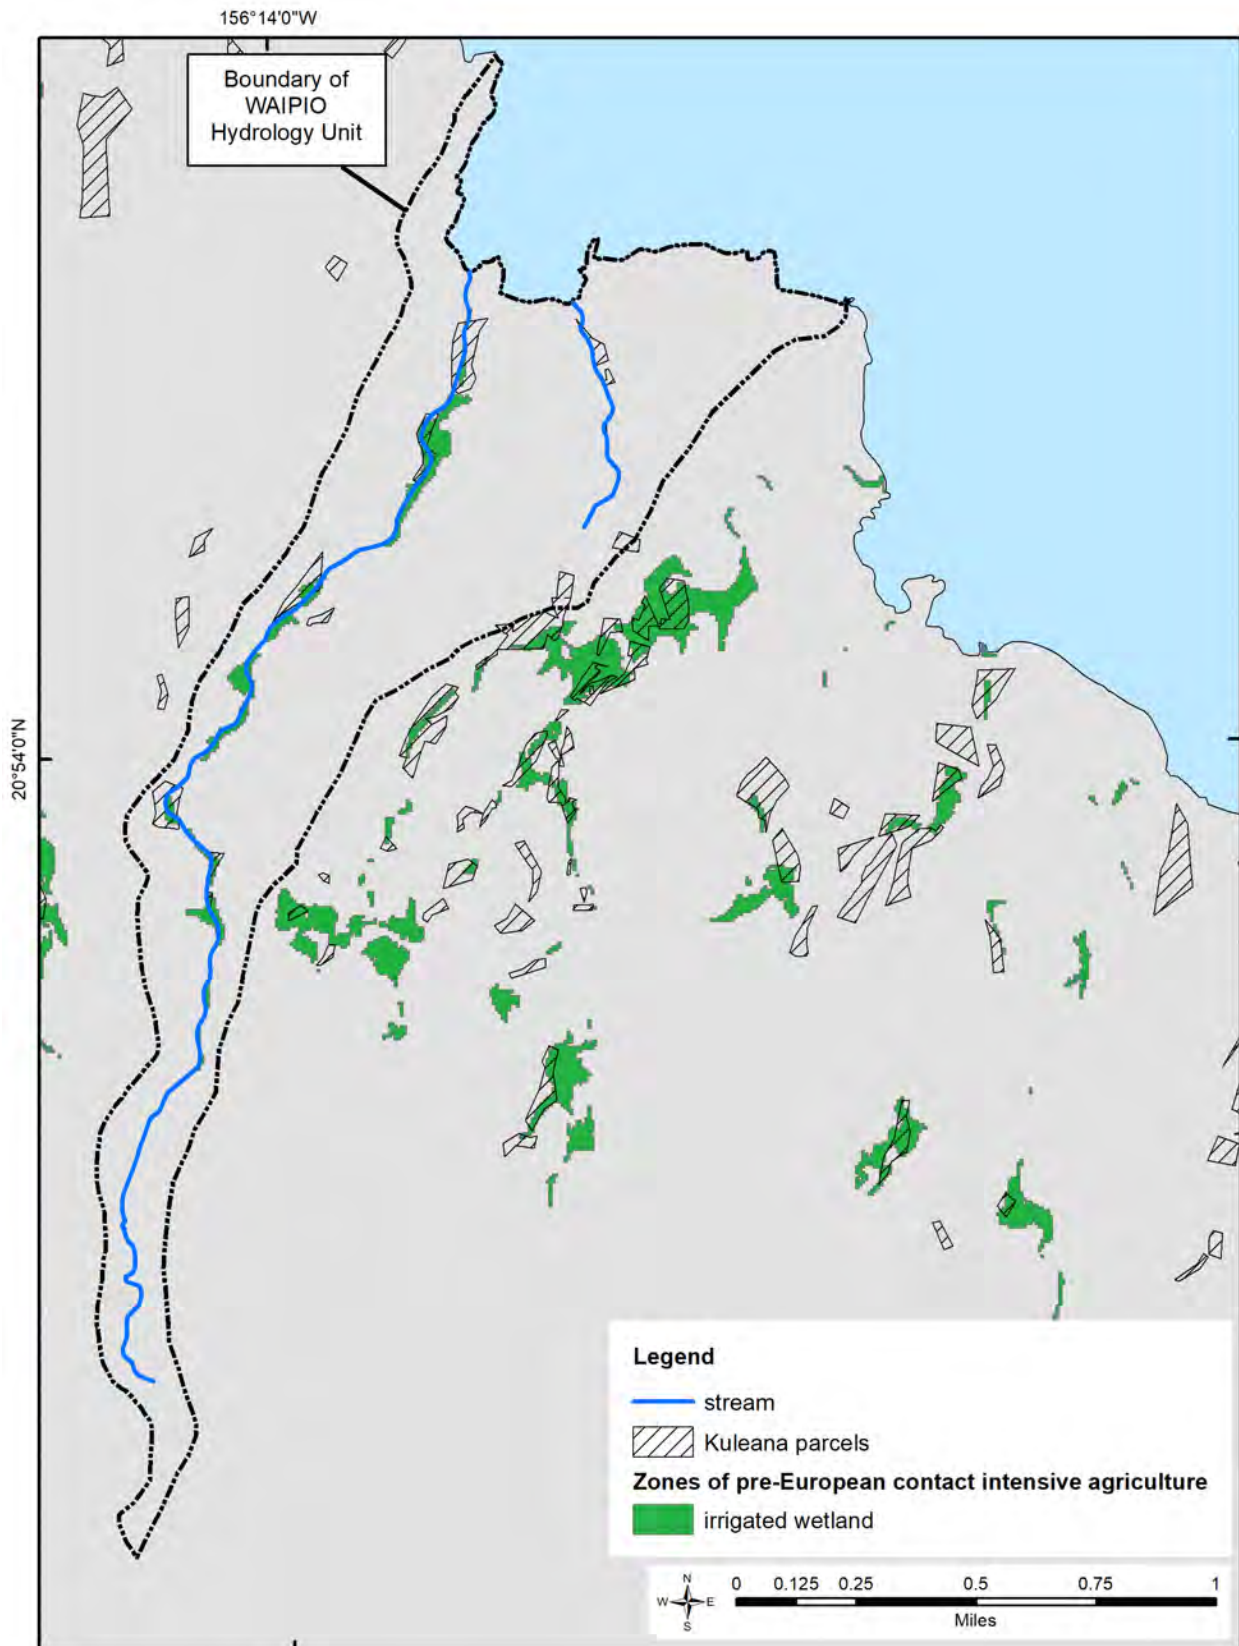 156°14'0"W
Boundary of
WAIPIO
Hydrology Unit
20°54'0"N
Legend
stream
Kuleana parcels
Zones of pre-European contact intensive agriculture
irrigated wetland
N
W E
S
0 0.125 0.25 0.5 0.75 1
Miles